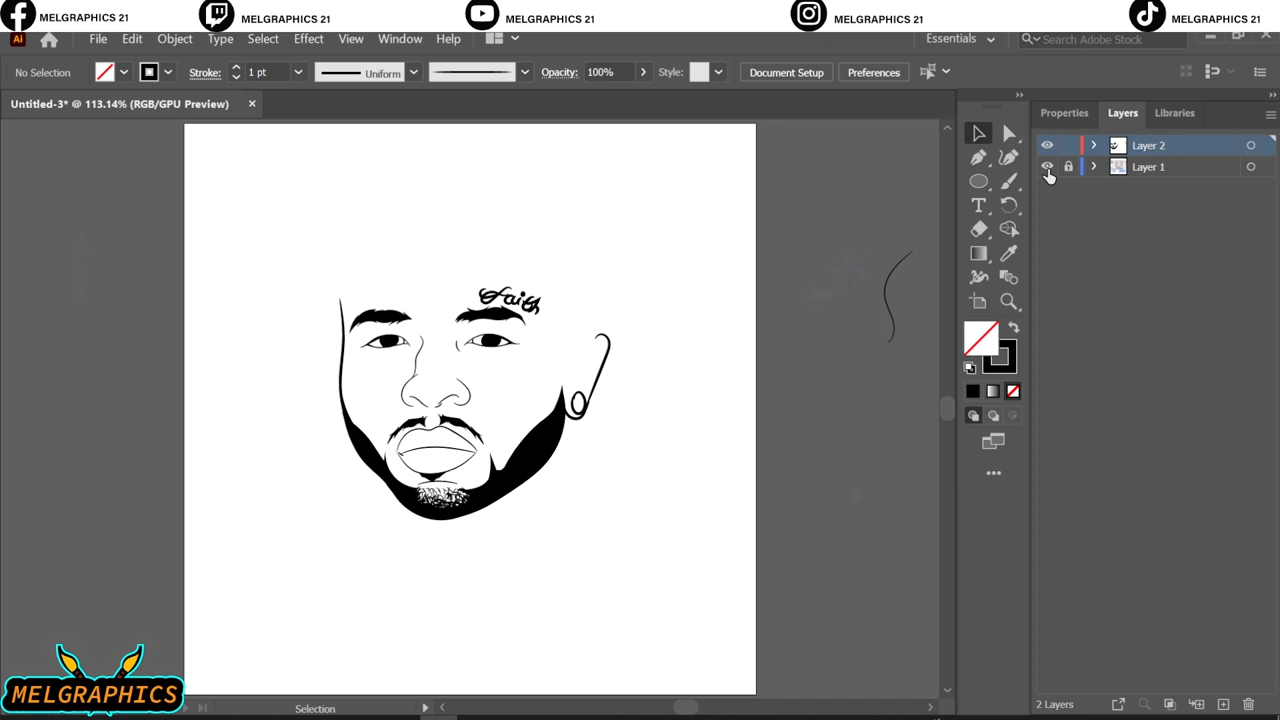 MELGRAPHICS 21 MELGRAPHICS 21 MELGRAPHICS 21 MELGRAPHICS 21 MELGRAPHICS 21
Ai File Edit Object Type Select Effect View Window Help Essentials Search Adobe Stock
No Selection Stroke: 1 pt Uniform Opacity: 100% Style: Document Setup Preferences
Untitled-3* @ 113.14% (RGB/GPU Preview)
Properties Layers Libraries
Layer 2
Layer 1
Faith
MELGRAPHICS
Selection
2 Layers